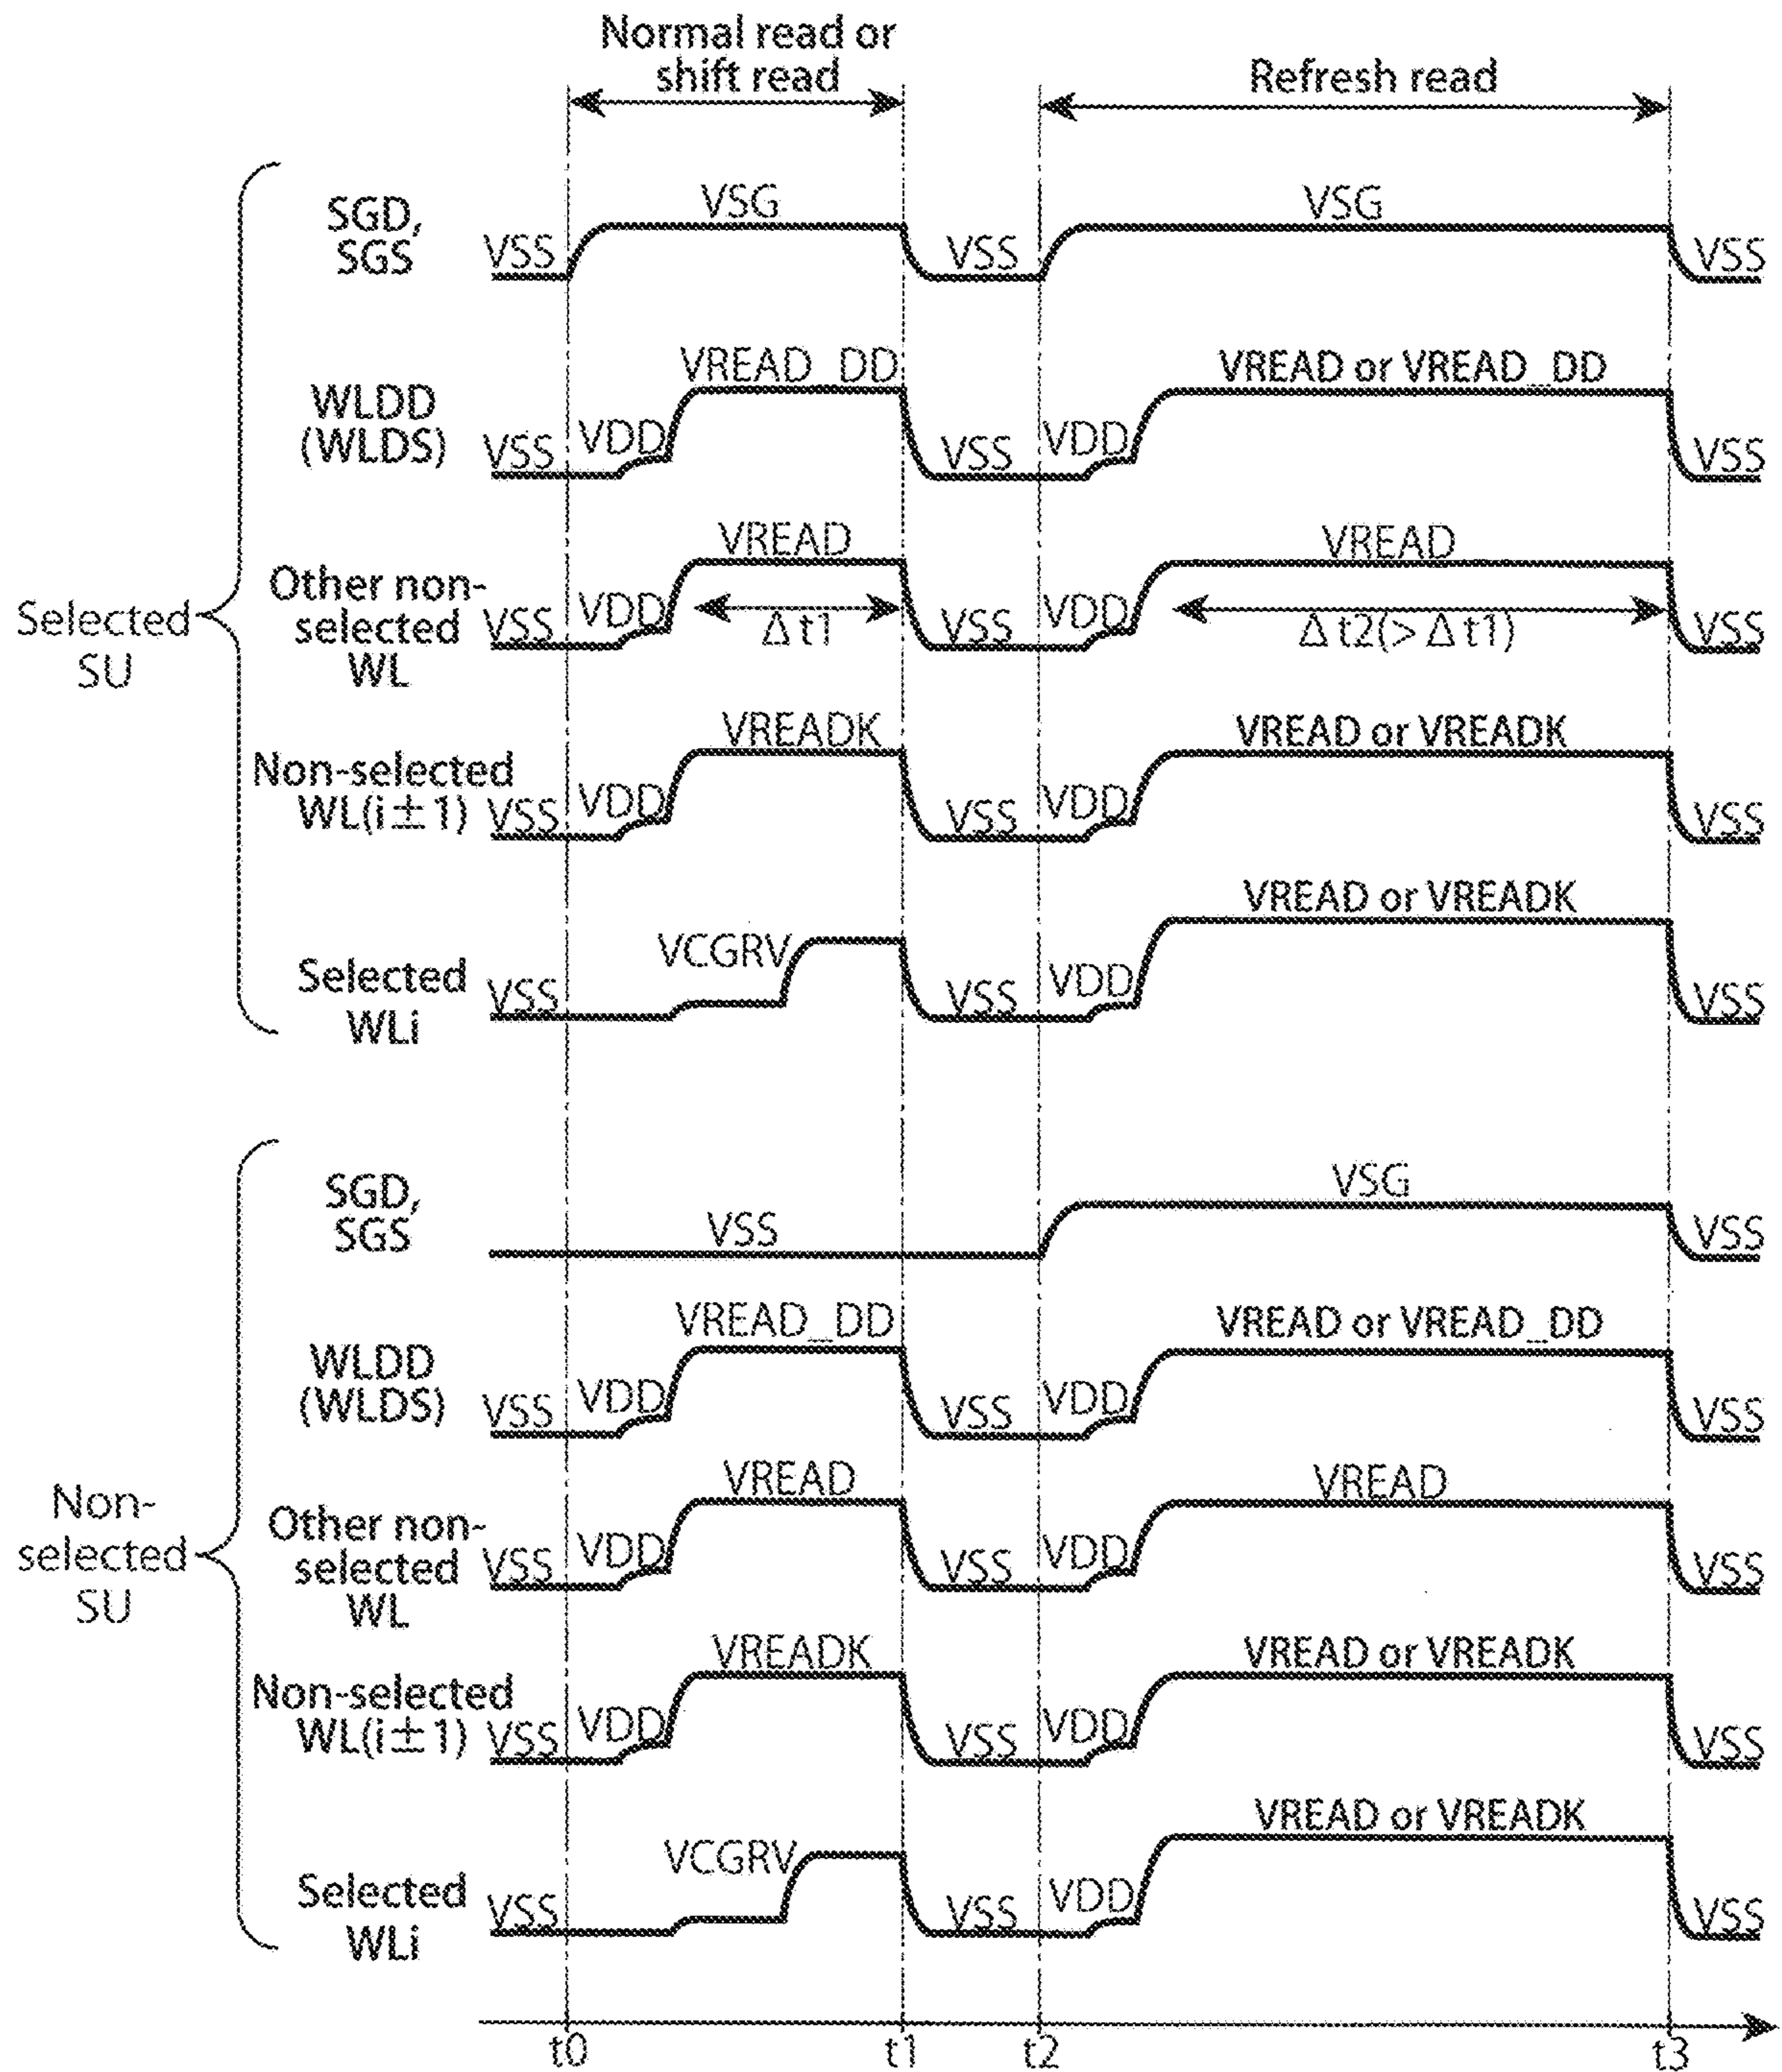 Normal read or
shift read
Refresh read
Selected
SU
SGD,
SGS
VSS
VSG
VSS
VSG
VSS
WLDD
(WLDS)
VSS
VDD
VREAD_DD
VSS
VDD
VREAD or VREAD_DD
VSS
Other non-
selected
WL
VSS
VDD
VREAD
Δt1
VSS
VDD
VREAD
Δt2(>Δt1)
VSS
Non-selected
WL(i±1)
VSS
VDD
VREADK
VSS
VDD
VREAD or VREADK
VSS
Selected
WLi
VSS
VCGRV
VSS
VDD
VREAD or VREADK
VSS
Non-
selected
SU
SGD,
SGS
VSS
VSG
VSS
WLDD
(WLDS)
VSS
VDD
VREAD_DD
VSS
VDD
VREAD or VREAD_DD
VSS
Other non-
selected
WL
VSS
VDD
VREAD
VSS
VDD
VREAD
VSS
Non-selected
WL(i±1)
VSS
VDD
VREADK
VSS
VDD
VREAD or VREADK
VSS
Selected
WLi
VSS
VCGRV
VSS
VDD
VREAD or VREADK
VSS
t0
t1
t2
t3